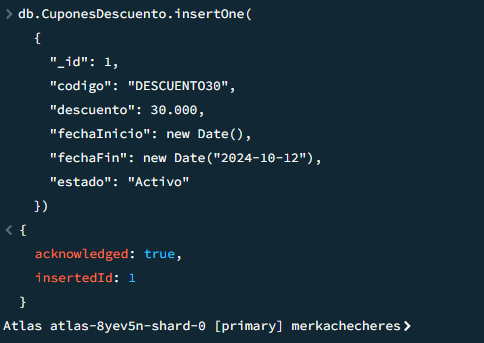 > db.CuponesDescuento.insertOne(
{
"_id": 1,
"codigo": "DESCUENTO30",
"descuento": 30.000,
"fechaInicio": new Date(),
"fechaFin": new Date("2024-10-12"),
"estado": "Activo"
})
< {
acknowledged: true,
insertedId: 1
}
Atlas atlas-8yev5n-shard-0 [primary] merkachecheres>